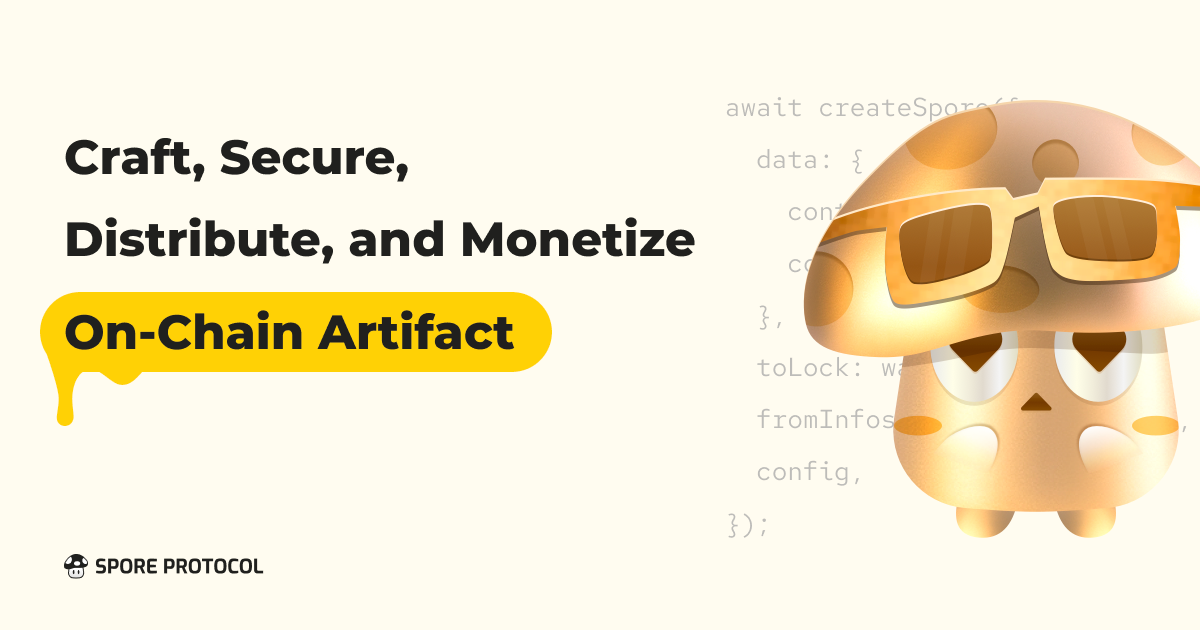 Craft, Secure,
Distribute, and Monetize
On-Chain Artifact
SPORE PROTOCOL
await createSpore({
data: {
},
toLock:
fromInfos
config,
});